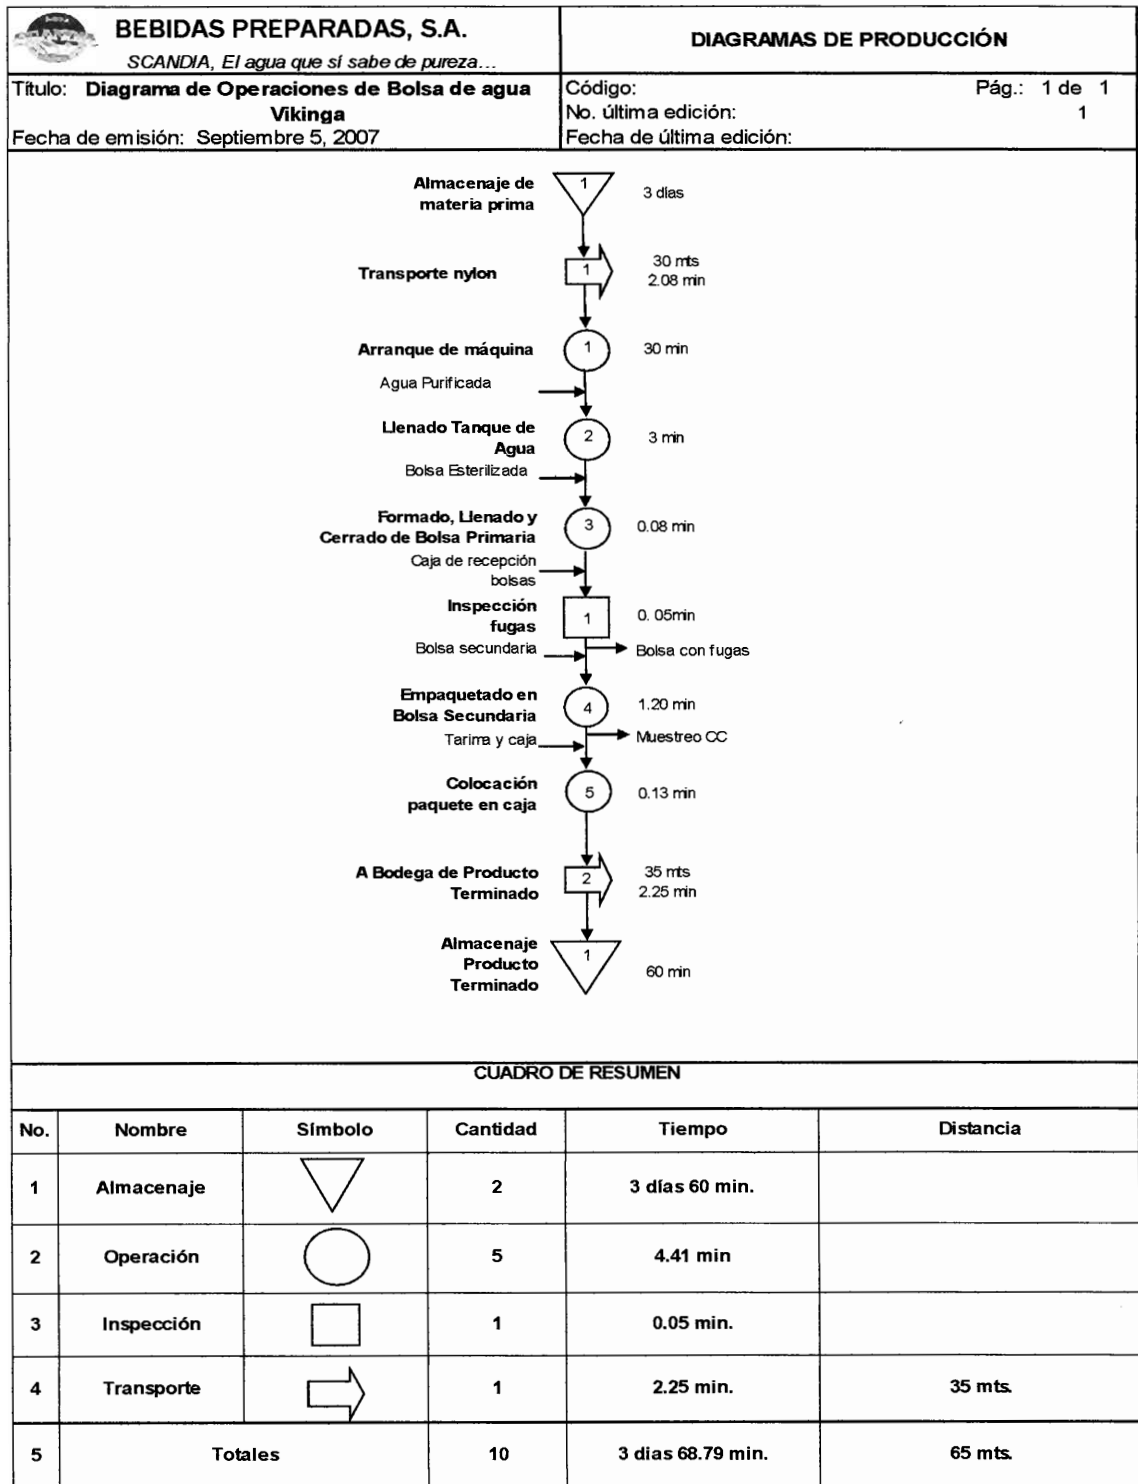 BEBIDAS PREPARADAS, S.A.
SCANDIA, El agua que sí sabe de pureza...
DIAGRAMAS DE PRODUCCIÓN
Título: Diagrama de Operaciones de Bolsa de agua
Vikinga
Fecha de emisión: Septiembre 5, 2007
Código: Pág.: 1 de 1
No. última edición: 1
Fecha de última edición:
Almacenaje de
materia prima
1
3 días
Transporte nylon
1
30 mts
2.08 min
Arranque de máquina
1
30 min
Agua Purificada
Llenado Tanque de
Agua
2
3 min
Bolsa Esterilizada
Formado, Llenado y
Cerrado de Bolsa Primaria
3
0.08 min
Caja de recepción
bolsas
Inspección
fugas
1
0. 05min
Bolsa secundaria
Bolsa con fugas
Empaquetado en
Bolsa Secundaria
4
1.20 min
Tarima y caja
Muestreo CC
Colocación
paquete en caja
5
0.13 min
A Bodega de Producto
Terminado
2
35 mts
2.25 min
Almacenaje
Producto
Terminado
1
60 min
CUADRO DE RESUMEN
No. Nombre Símbolo Cantidad Tiempo Distancia
1 Almacenaje 2 3 días 60 min.
2 Operación 5 4.41 min
3 Inspección 1 0.05 min.
4 Transporte 1 2.25 min. 35 mts.
5 Totales 10 3 dias 68.79 min. 65 mts.